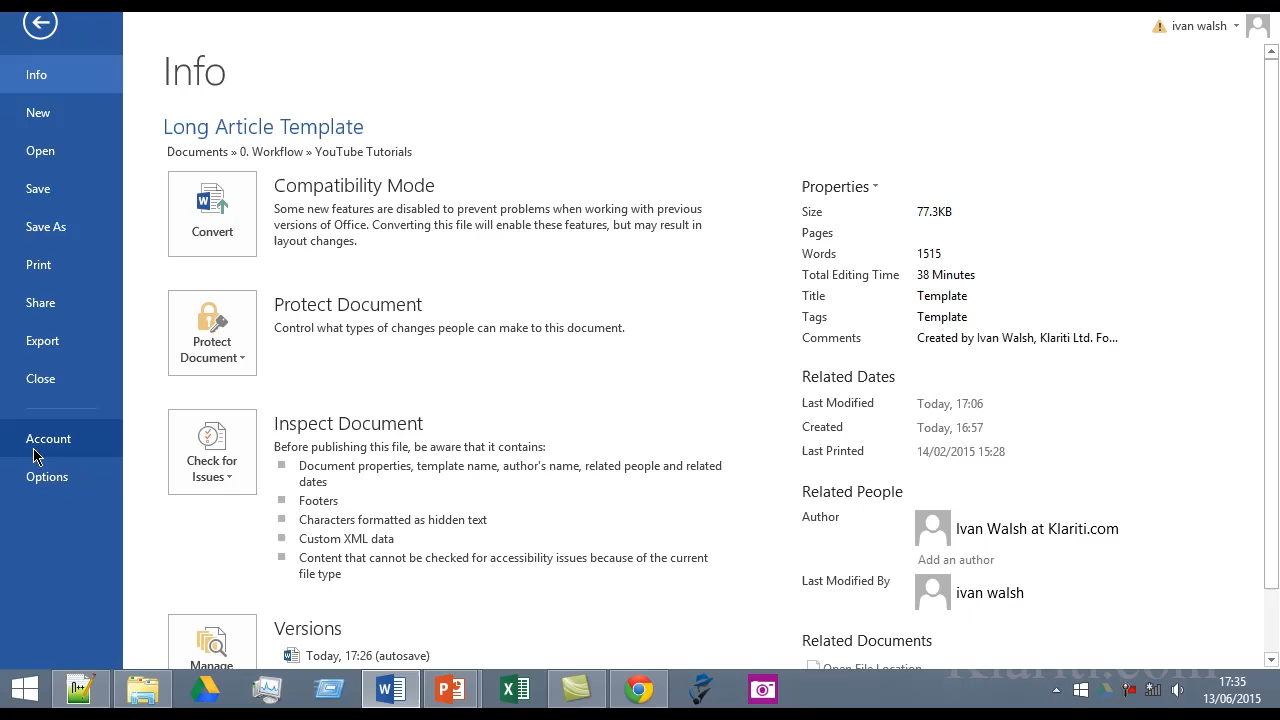 ivan walsh
Info
New
Open
Save
Save As
Print
Share
Export
Close
Account
Options
Info
Long Article Template
Documents » 0. Workflow » YouTube Tutorials
Convert
Compatibility Mode
Some new features are disabled to prevent problems when working with previous
versions of Office. Converting this file will enable these features, but may result in
layout changes.
Protect
Document
Protect Document
Control what types of changes people can make to this document.
Check for
Issues
Inspect Document
Before publishing this file, be aware that it contains:
Document properties, template name, author's name, related people and related
dates
Footers
Characters formatted as hidden text
Custom XML data
Content that cannot be checked for accessibility issues because of the current
file type
Manage
Versions
Today, 17:26 (autosave)
Properties
Size 77.3KB
Pages
Words 1515
Total Editing Time 38 Minutes
Title Template
Tags Template
Comments Created by Ivan Walsh, Klariti Ltd. Fo...
Related Dates
Last Modified Today, 17:06
Created Today, 16:57
Last Printed 14/02/2015 15:28
Related People
Author Ivan Walsh at Klariti.com
Add an author
Last Modified By ivan walsh
Related Documents
Open File Location
Klariti.com
17:35
13/06/2015